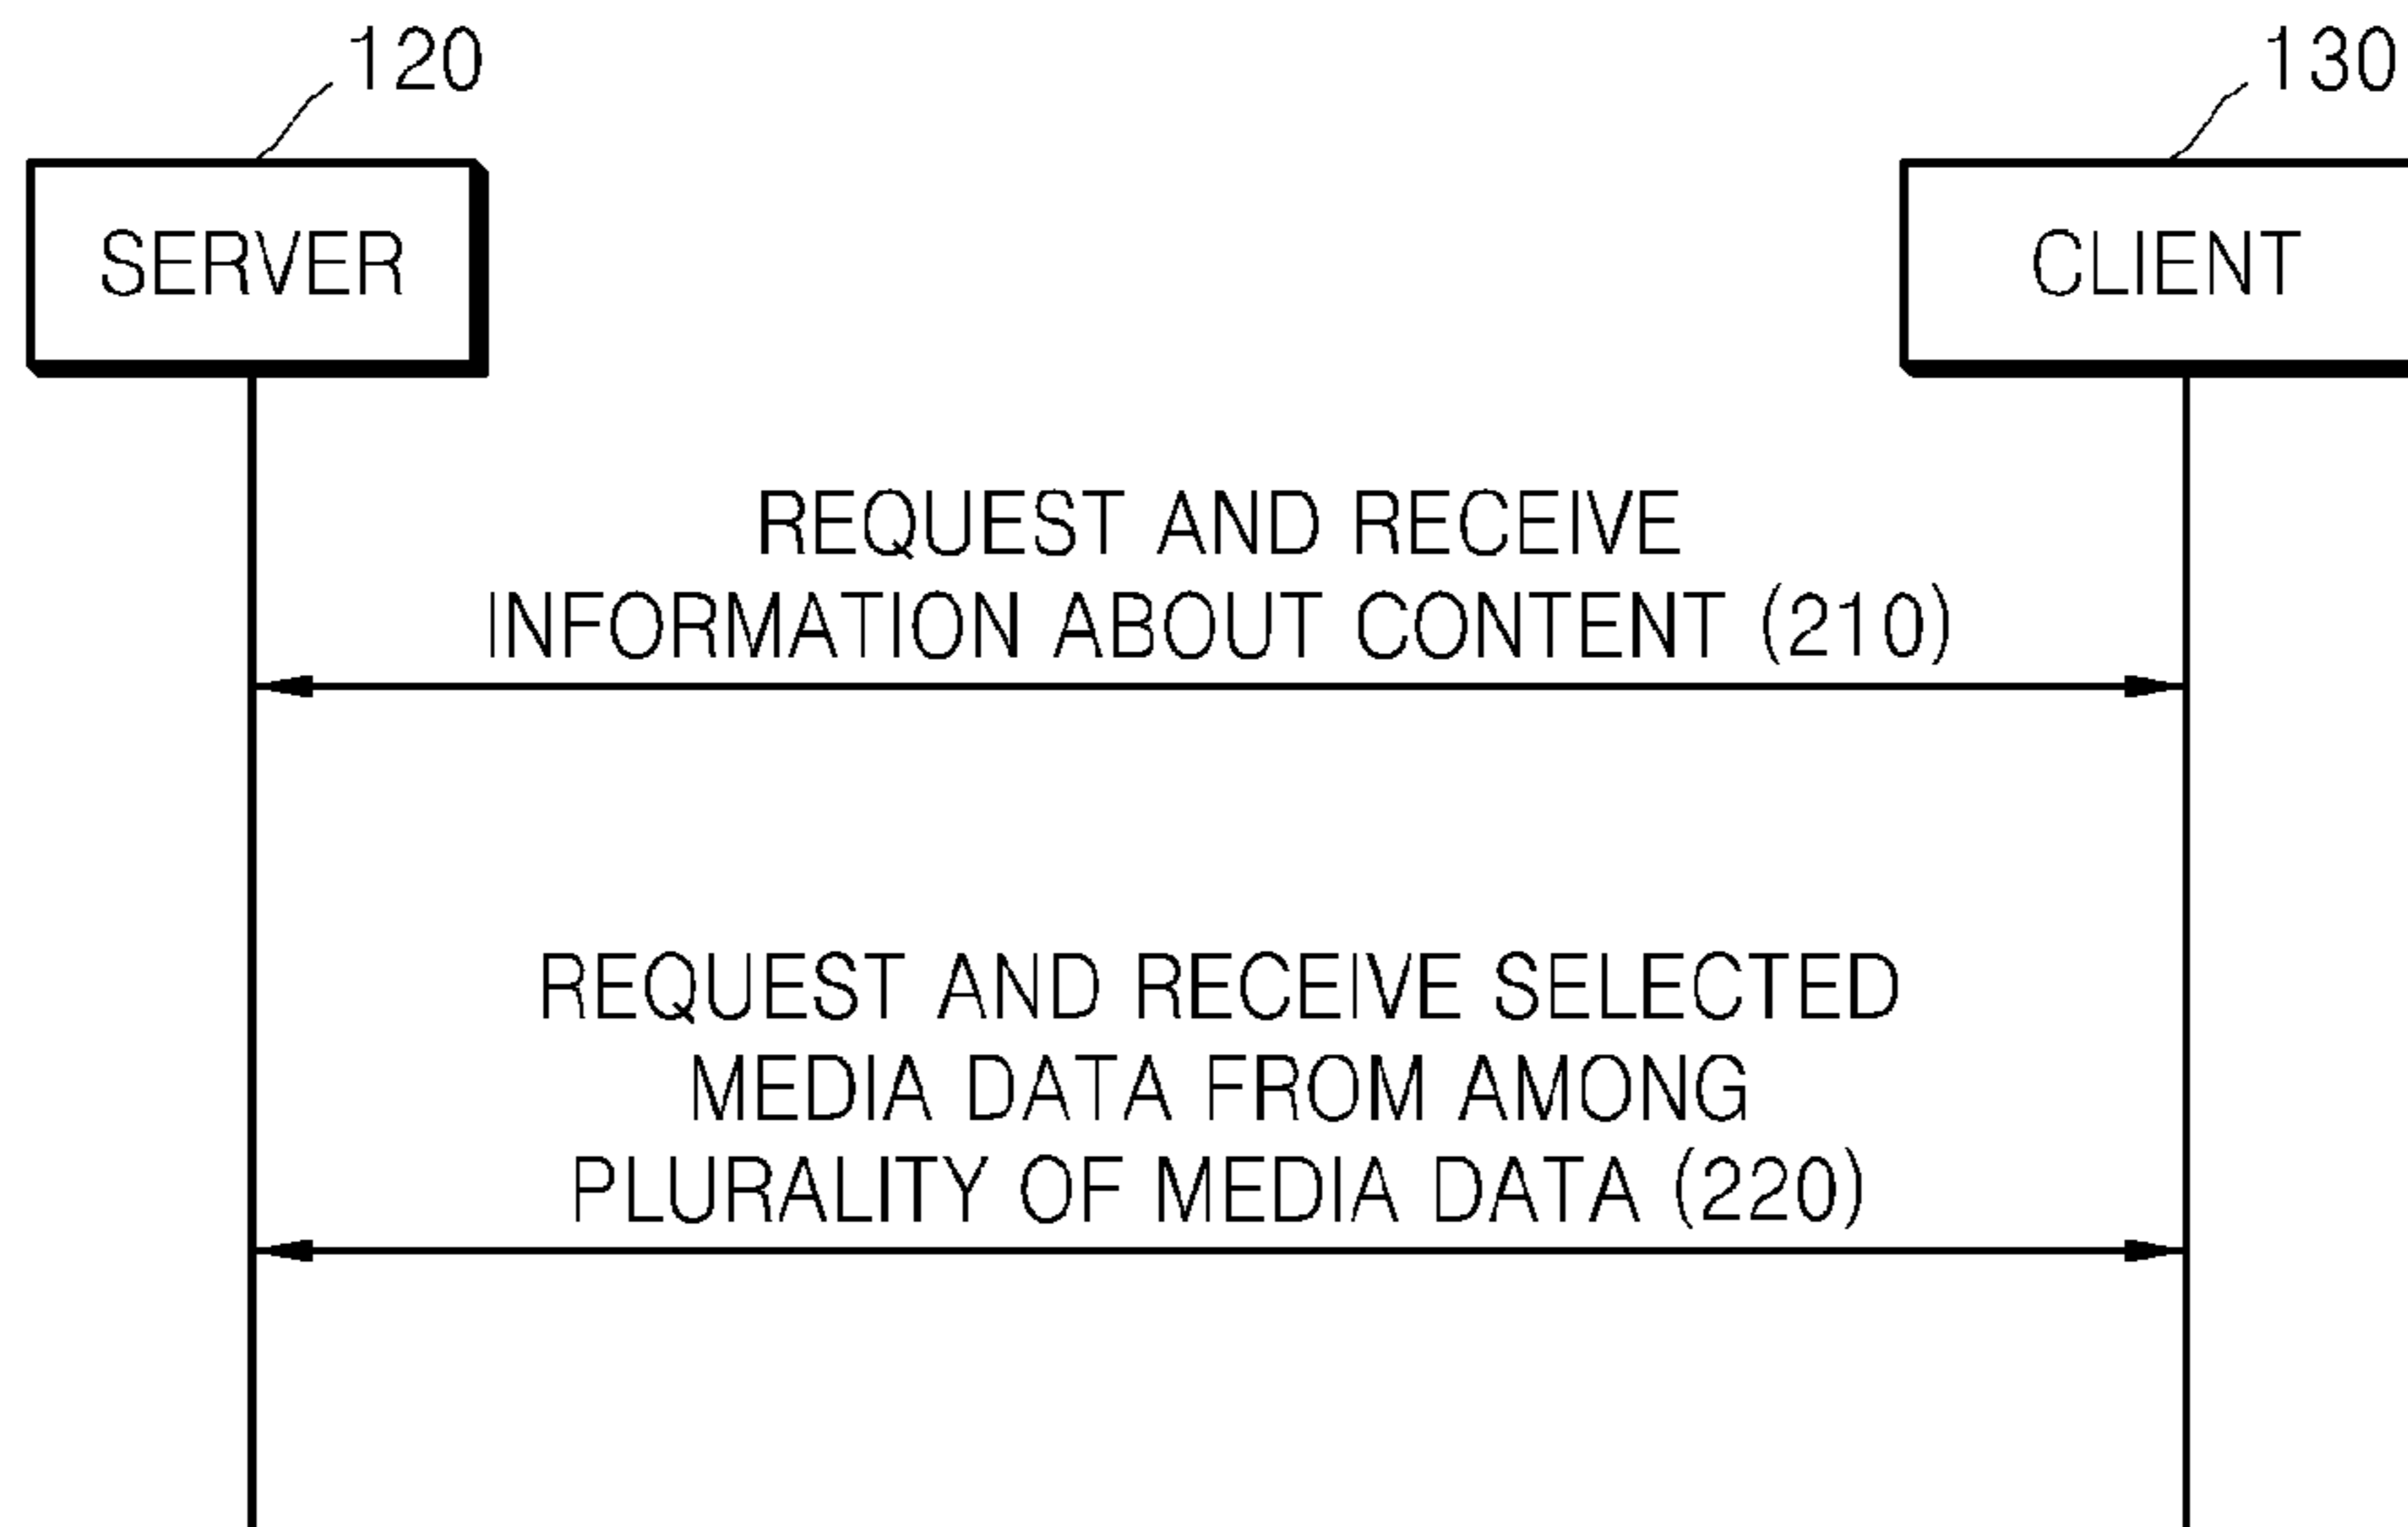 120
130
SERVER
CLIENT
REQUEST AND RECEIVE
INFORMATION ABOUT CONTENT (210)
REQUEST AND RECEIVE SELECTED
MEDIA DATA FROM AMONG
PLURALITY OF MEDIA DATA (220)